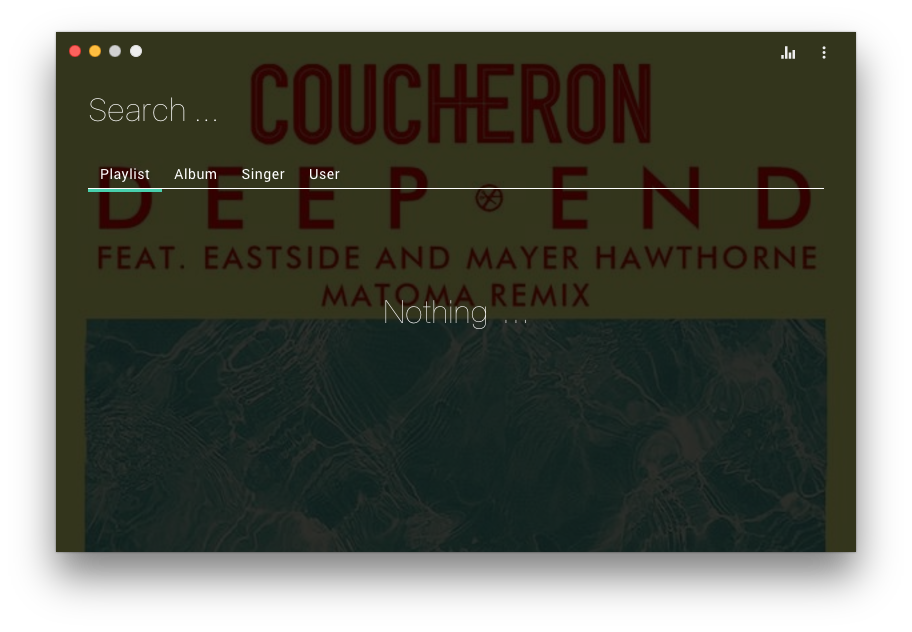 COUCHERON
Search ...
Playlist Album Singer User
DEEP END
FEAT. EASTSIDE AND MAYER HAWTHORNE
MATOMA REMIX
Nothing ...